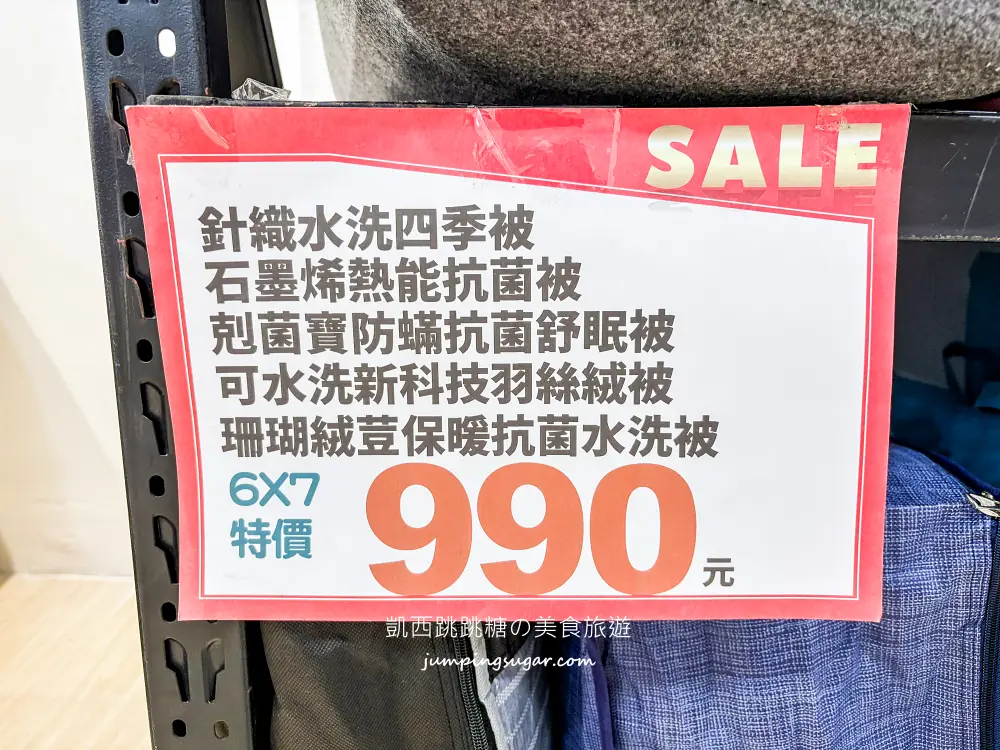 SALE
針織水洗四季被
石墨烯熱能抗菌被
剋菌寶防蟎抗菌舒眠被
可水洗新科技羽絲絨被
珊瑚絨荳保暖抗菌水洗被
6X7
特價
990元
凱西跳跳糖の美食旅遊
jumpingsugar.com